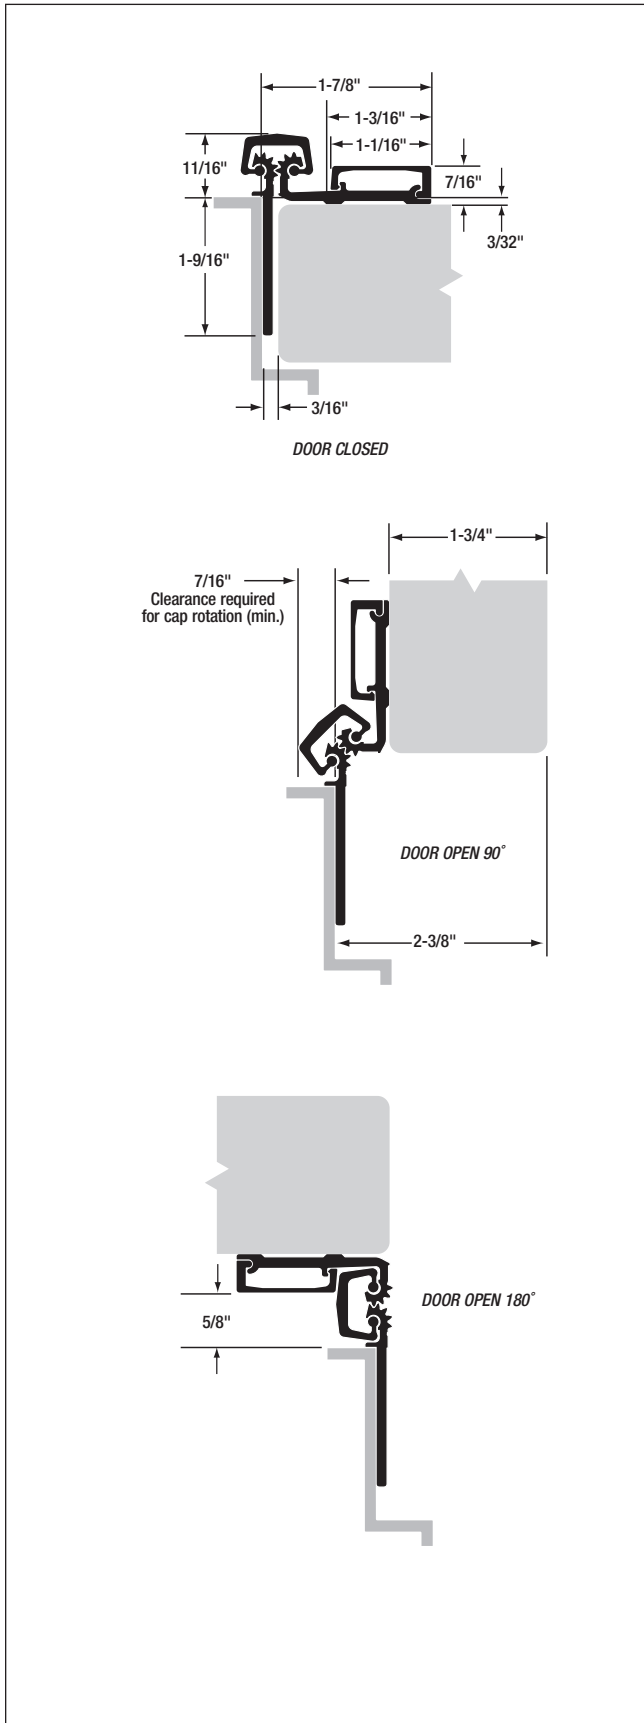 1-7/8"
1-3/16"
1-1/16"
11/16"
7/16"
3/32"
1-9/16"
3/16"
DOOR CLOSED
1-3/4"
7/16"
Clearance required
for cap rotation (min.)
DOOR OPEN 90°
2-3/8"
DOOR OPEN 180°
5/8"